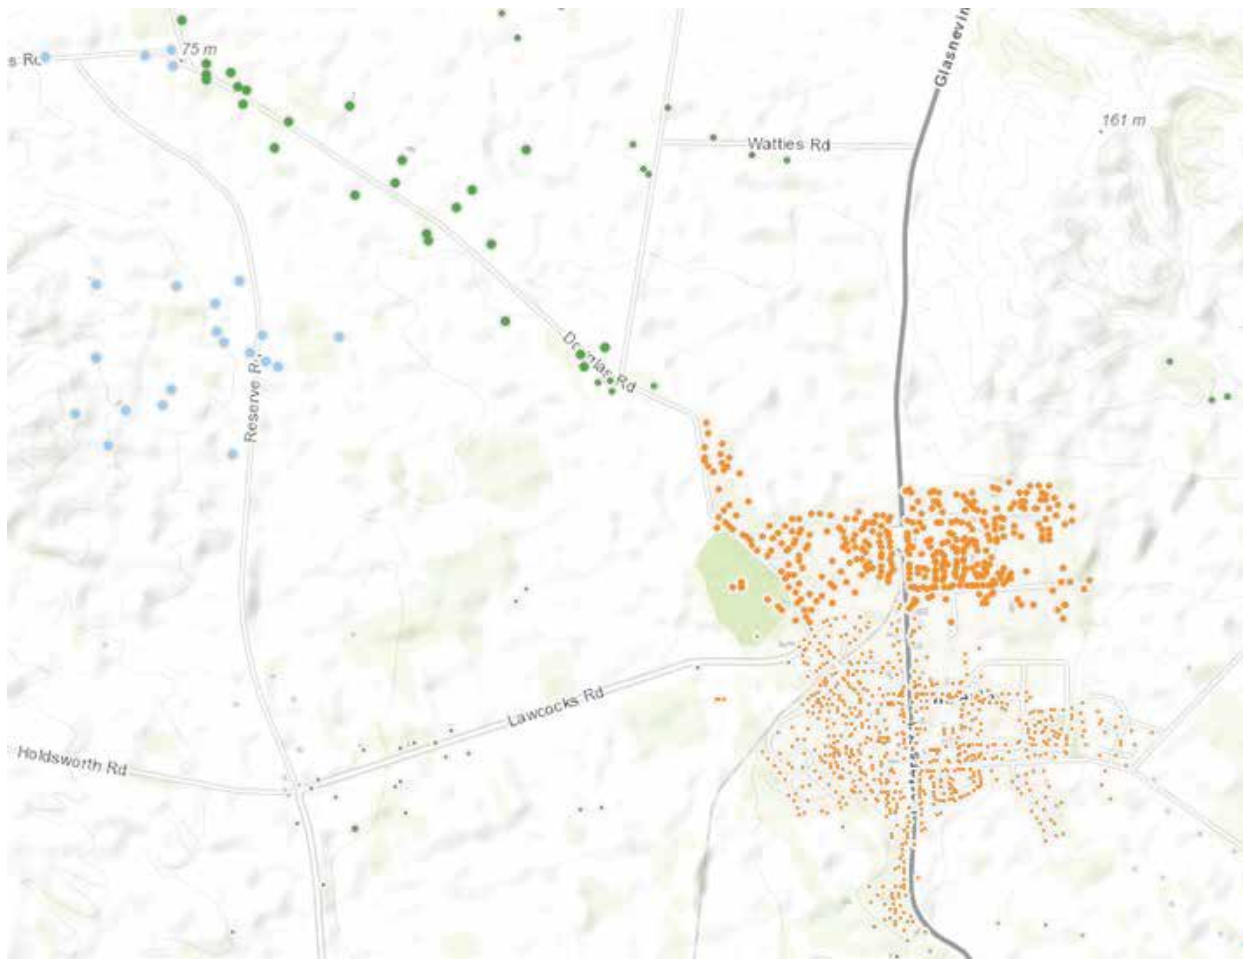 Glasnevin
s Rd
75 m
161 m
Watties Rd
Douglas Rd
Reserve Rd
Lawcocks Rd
Holdsworth Rd